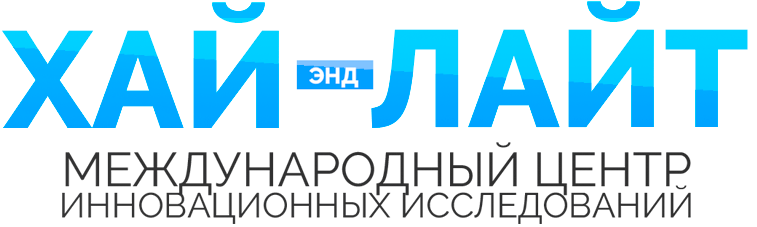 ХАЙ ЭНД ЛАЙТ
МЕЖДУНАРОДНЫЙ ЦЕНТР
ИННОВАЦИОННЫХ ИССЛЕДОВАНИЙ